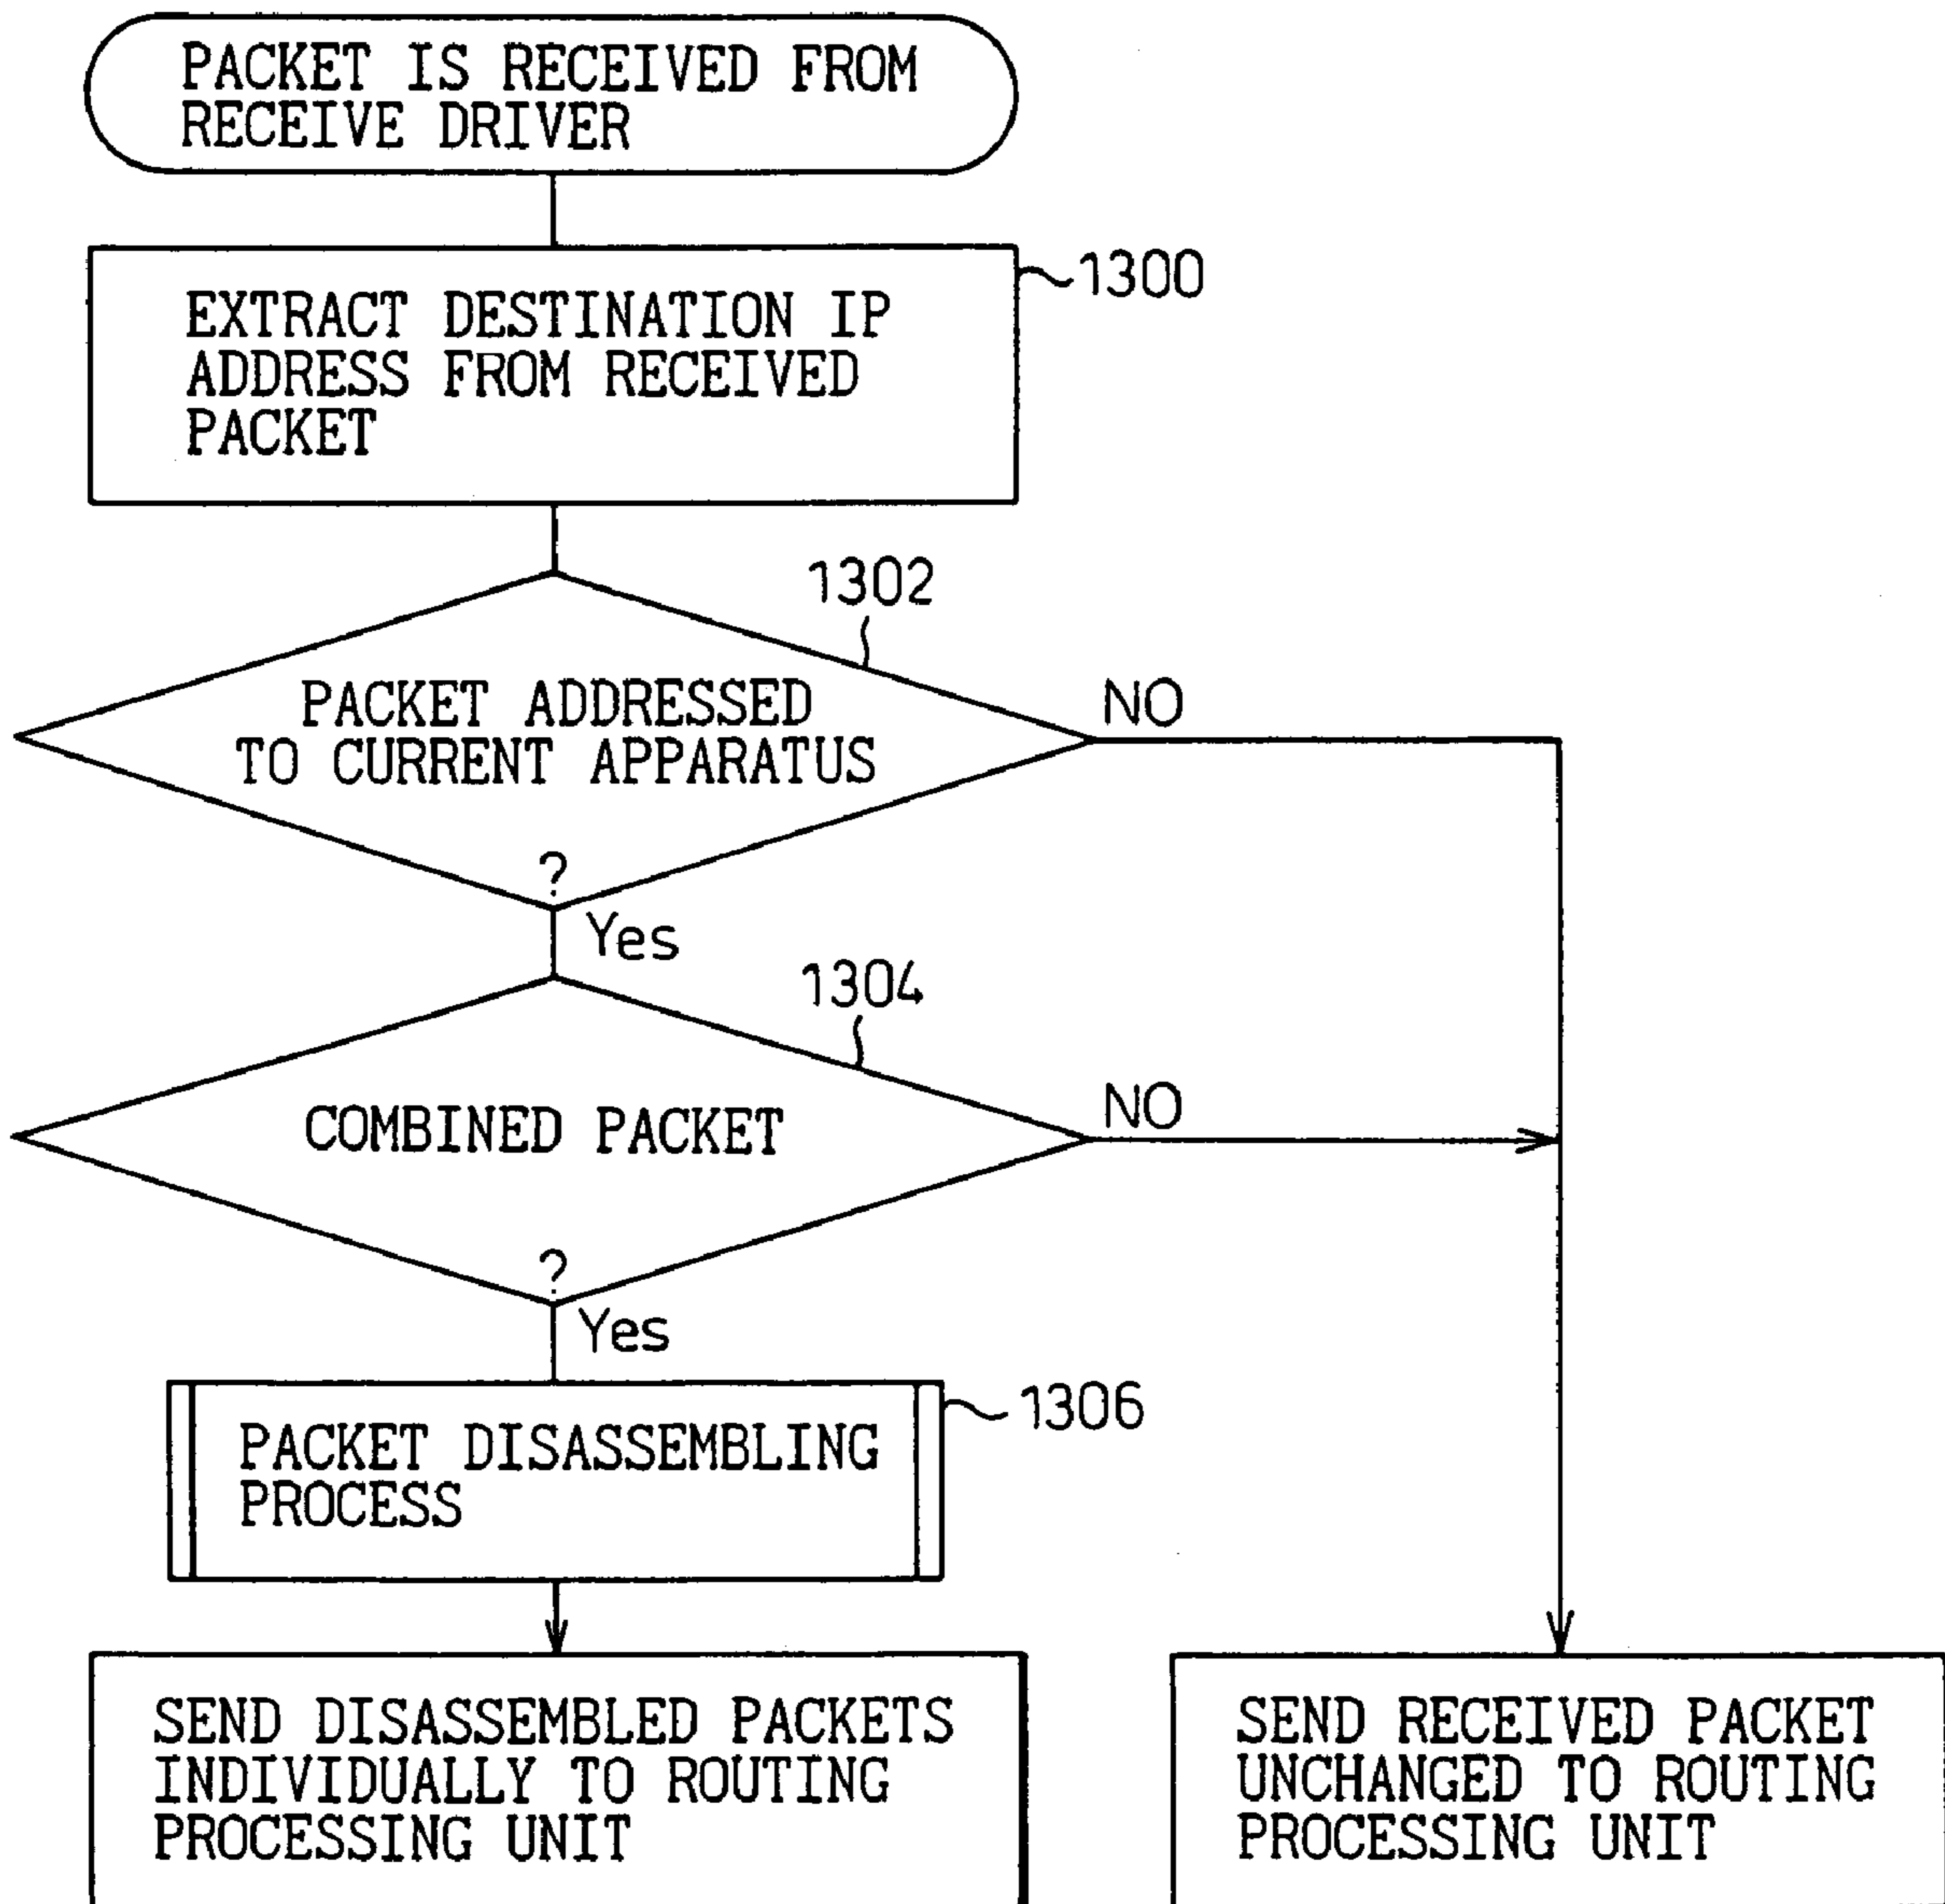 PACKET IS RECEIVED FROM
RECEIVE DRIVER
1300
EXTRACT DESTINATION IP
ADDRESS FROM RECEIVED
PACKET
1302
PACKET ADDRESSED
TO CURRENT APPARATUS
NO
?
Yes
1304
COMBINED PACKET
NO
?
Yes
1306
PACKET DISASSEMBLING
PROCESS
SEND DISASSEMBLED PACKETS
INDIVIDUALLY TO ROUTING
PROCESSING UNIT
SEND RECEIVED PACKET
UNCHANGED TO ROUTING
PROCESSING UNIT